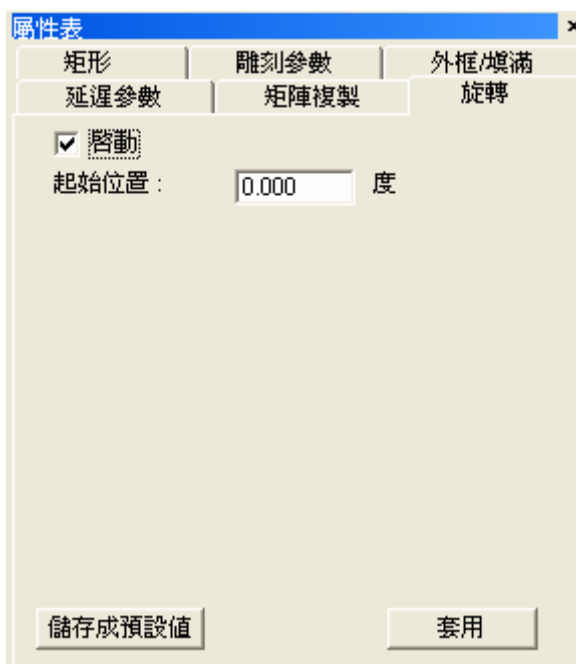 屬性表
矩形 雕刻參數 外框/填滿
延遲參數 矩陣複製 旋轉
啟動
起始位置： 0.000 度
儲存成預設值 套用